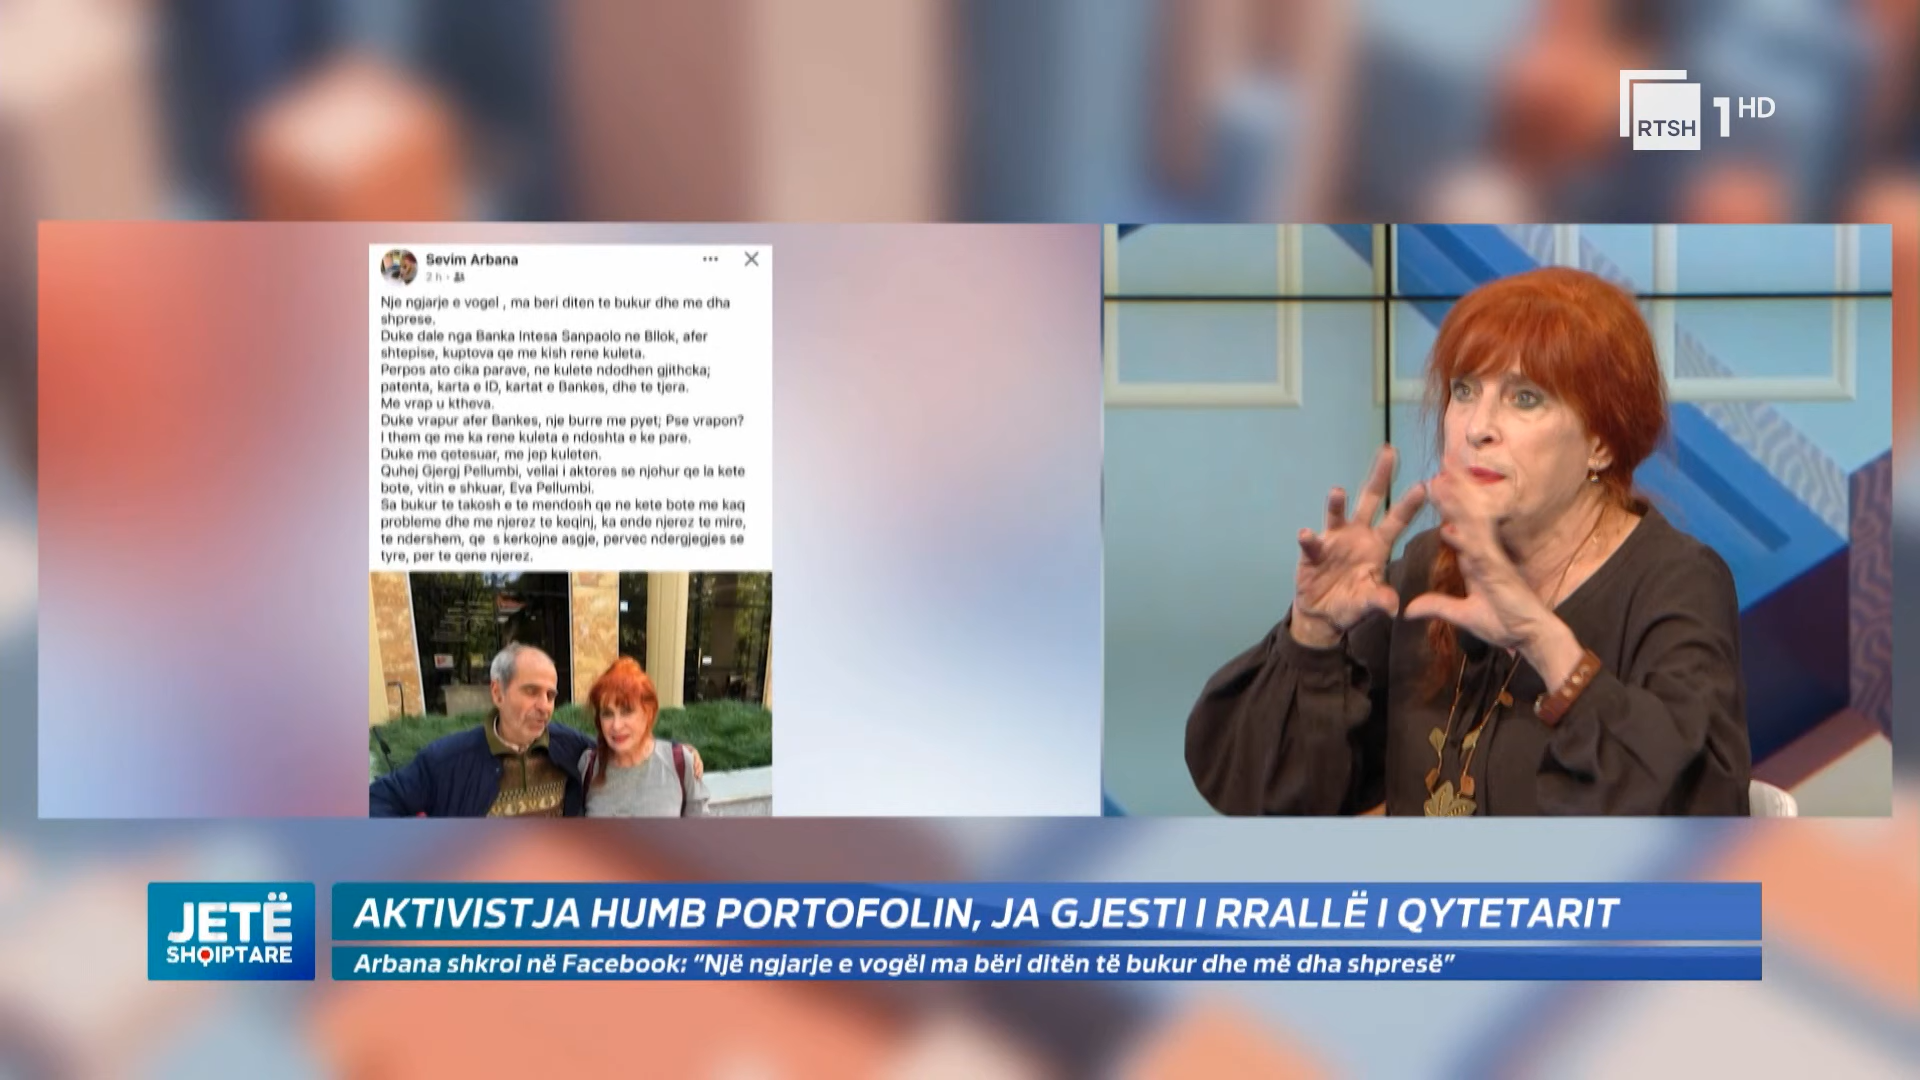 RTSH 1 HD
Sevim Arbana
2 h
Nje ngjarje e vogel , ma beri diten te bukur dhe me dha
shprese.
Duke dale nga Banka Intesa Sanpaolo ne Bllok, afer
shtepise, kuptova qe me kish rene kuleta.
Perpos ato cika parave, ne kulete ndodhen gjithcka;
patenta, karta e ID, kartat e Bankes, dhe te tjera.
Me vrap u ktheva.
Duke vrapur afer Bankes, nje burre me pyet; Pse vrapon?
I them qe me ka rene kuleta e ndoshta e ke pare.
Duke me qetesuar, me jep kuleten.
Quhej Gjergj Pellumbi, vellai i aktores se njohur qe la kete
bote, vitin e shkuar, Eva Pellumbi.
Sa bukur te takosh e te mendosh qe ne kete bote me kaq
probleme dhe me njerez te keqinj, ka ende njerez te mire,
te ndershem, qe s kerkojne asgje, pervec ndergjegjes se
tyre, per te qene njerez.
JETË
SHQIPTARE
AKTIVISTJA HUMB PORTOFOLIN, JA GJESTI I RRALLË I QYTETARIT
Arbana shkroi në Facebook: “Një ngjarje e vogël ma bëri ditën të bukur dhe më dha shpresë”